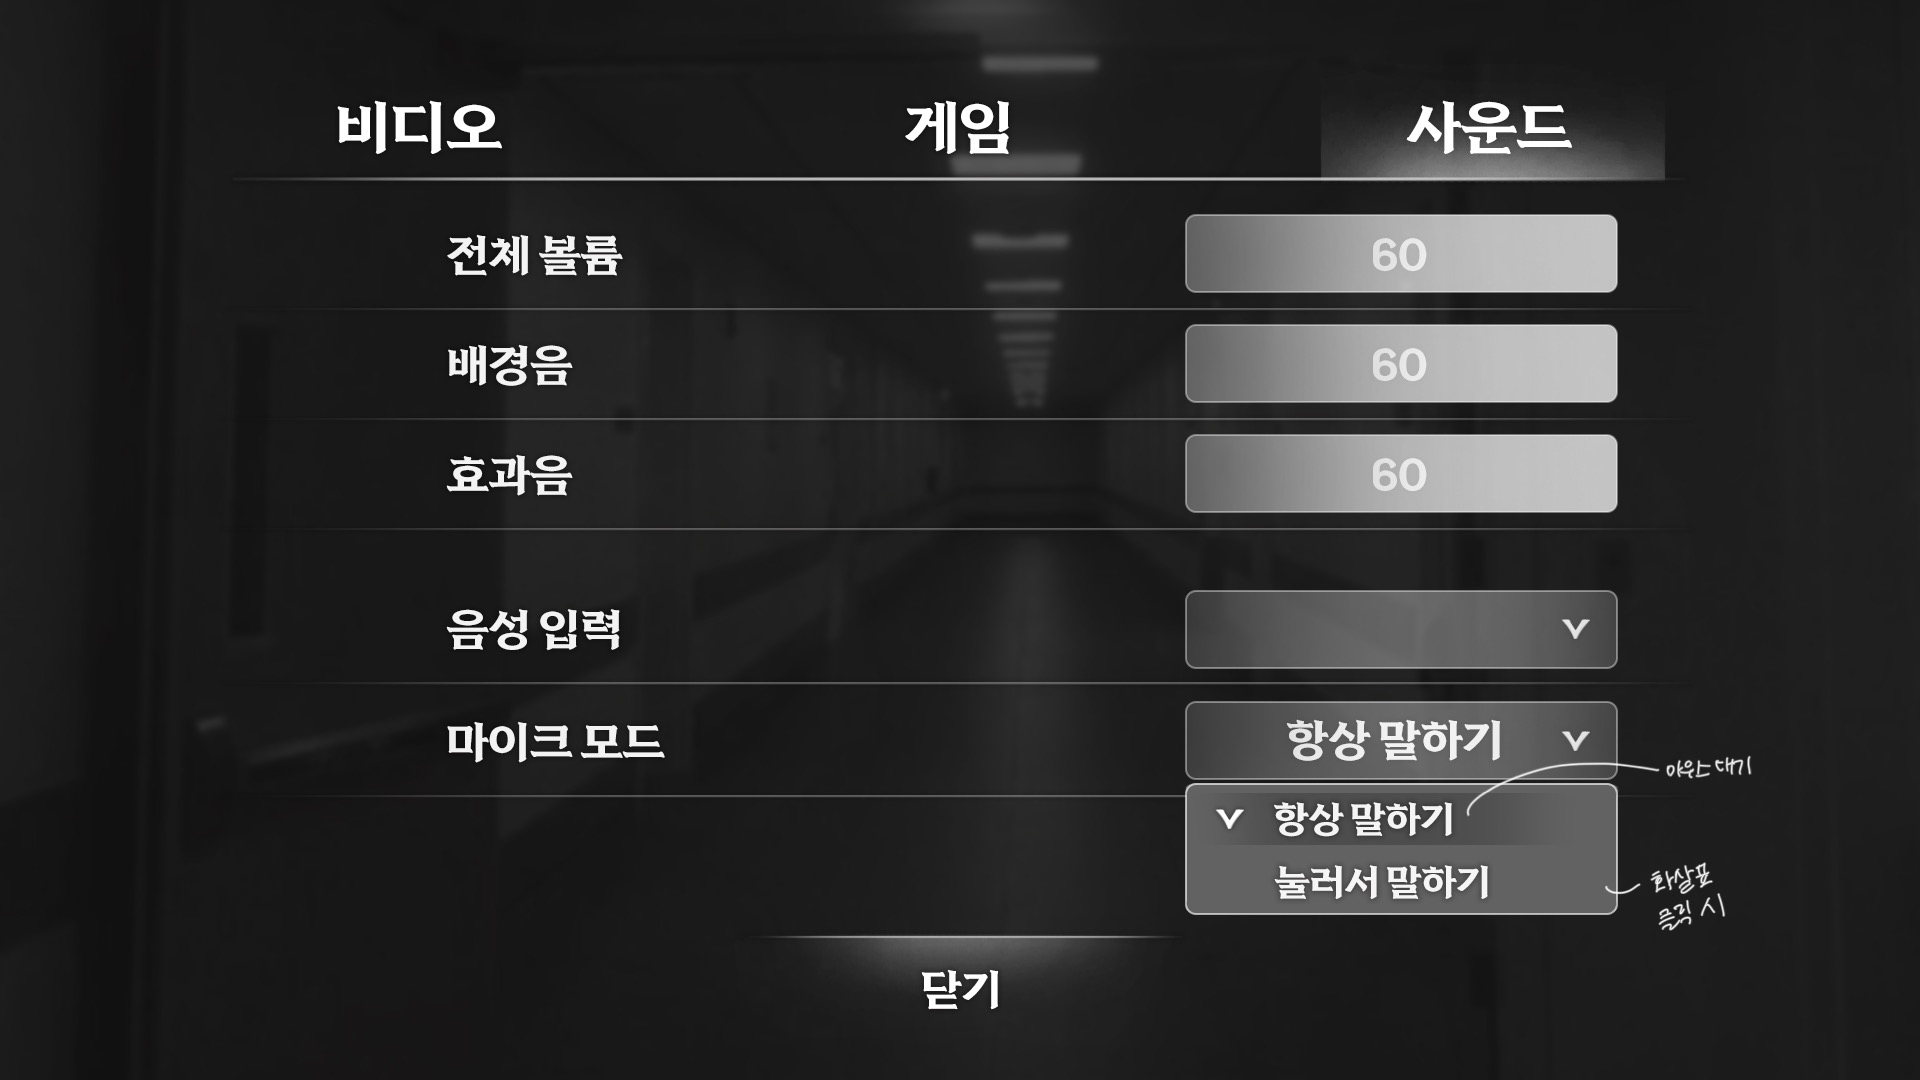 비디오
게임
사운드
전체 볼륨
60
배경음
60
효과음
60
음성 입력
마이크 모드
항상 말하기
항상 말하기
눌러서 말하기
대기
화살표
클릭 시
닫기